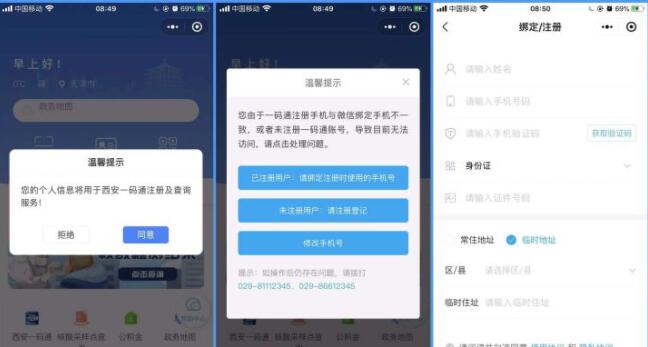 中国移动
08:49
69%
早上好！
政务地图
温馨提示
您的个人信息将用于西安一码通注册及查询
服务！
拒绝
同意
点击查询
西安一码通
核酸采样点查
公积金
政务地图
中国移动
08:49
69%
温馨提示
您由于一码通注册手机与微信绑定手机不一
致，或者未注册一码通账号，导致目前无法
访问，请点击处理问题。
已注册用户：请绑定注册时使用的手机号
未注册用户：请注册登记
修改手机号
提示：如操作后仍存在问题，请拨打
029-81112345、029-86612345
西安一码通
核酸采样点查
公积金
政务地图
中国移动
08:50
69%
绑定/注册
请输入姓名
请输入手机号码
请输入手机验证码
获取验证码
身份证
请输入证件号码
常住地址
临时地址
区/县
请选择区/县
临时住址
请输入临时住址